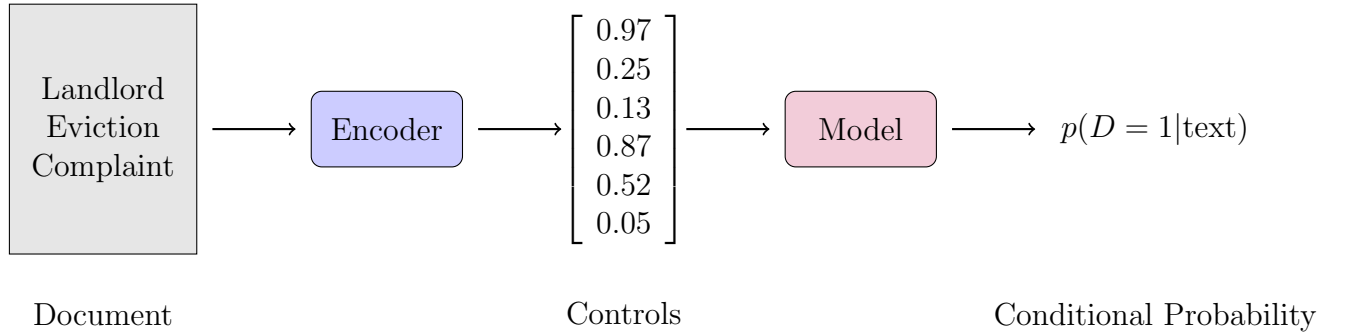 Landlord
Eviction
Complaint
Encoder
0.97
0.25
0.13
0.87
0.52
0.05
Model
p(D = 1|text)
Document
Controls
Conditional Probability